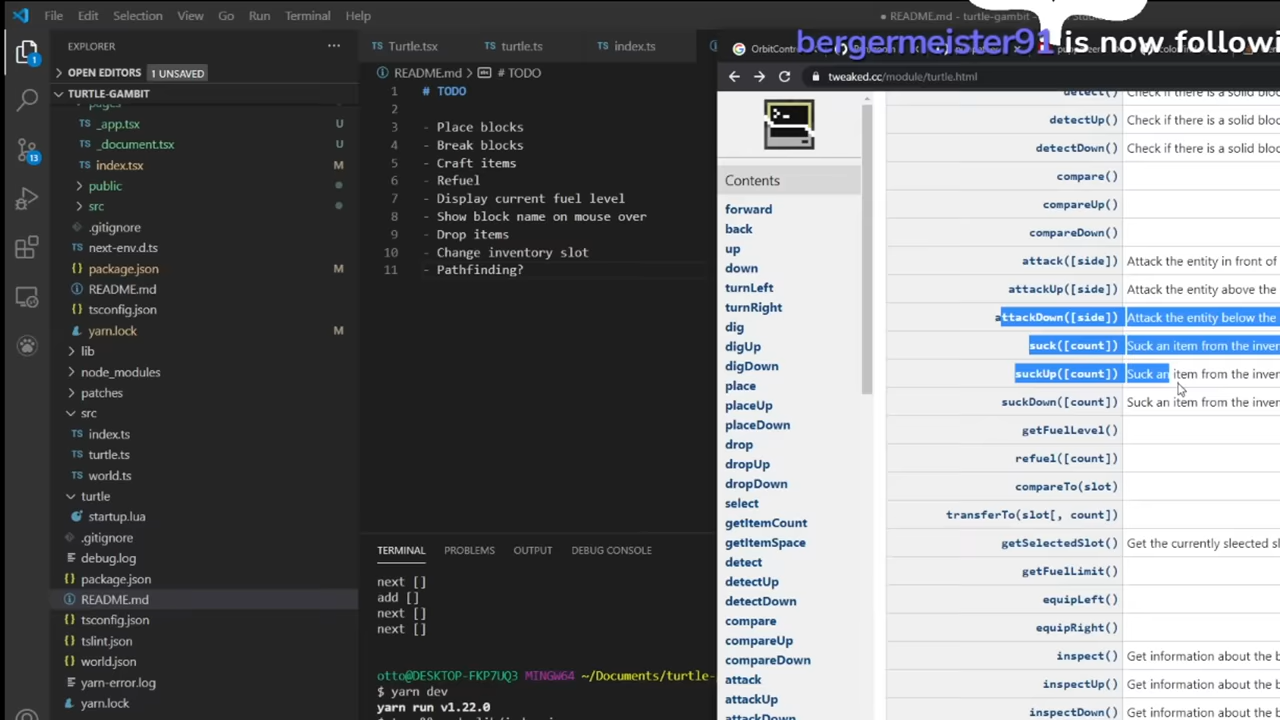 File Edit Selection View Go Run Terminal Help
README.md - turtle-gambit
bergermeister91 is now followi
EXPLORER
OPEN EDITORS 1 UNSAVED
TURTLE-GAMBIT
pages
_app.tsx U
_document.tsx U
index.tsx M
public
src
.gitignore
next-env.d.ts
package.json M
README.md
tsconfig.json
yarn.lock M
lib
node_modules
patches
src
index.ts
turtle.ts
world.ts
turtle
startup.lua
.gitignore
debug.log
package.json
README.md
tsconfig.json
tslint.json
world.json
yarn-error.log
yarn.lock
1
13
Turtle.tsx turtle.ts index.ts
README.md > # TODO
1 # TODO
2
3 - Place blocks
4 - Break blocks
5 - Craft items
6 - Refuel
7 - Display current fuel level
8 - Show block name on mouse over
9 - Drop items
10 - Change inventory slot
11 - Pathfinding?
TERMINAL PROBLEMS OUTPUT DEBUG CONSOLE
next []
add []
next []
next []
otto@DESKTOP-FKP7UQ3 MINGW64 ~/Documents/turtle-
$ yarn dev
yarn run v1.22.0
OrbitCont
tweaked.cc/module/turtle.html
Contents
forward
back
up
down
turnLeft
turnRight
dig
digUp
digDown
place
placeUp
placeDown
drop
dropUp
dropDown
select
getItemCount
getItemSpace
detect
detectUp
detectDown
compare
compareUp
compareDown
attack
attackUp
attackDown
detect() Check if there is a solid bloc
detectUp() Check if there is a solid bloc
detectDown() Check if there is a solid bloc
compare()
compareUp()
compareDown()
attack([side]) Attack the entity in front of
attackUp([side]) Attack the entity above the
attackDown([side]) Attack the entity below the
suck([count]) Suck an item from the inven
suckUp([count]) Suck an item from the inven
suckDown([count]) Suck an item from the inven
getFuelLevel()
refuel([count])
compareTo(slot)
transferTo(slot[, count])
getSelectedSlot() Get the currently sleected sl
getFuelLimit()
equipLeft()
equipRight()
inspect() Get information about the b
inspectUp() Get information about the b
inspectDown() Get information about the b